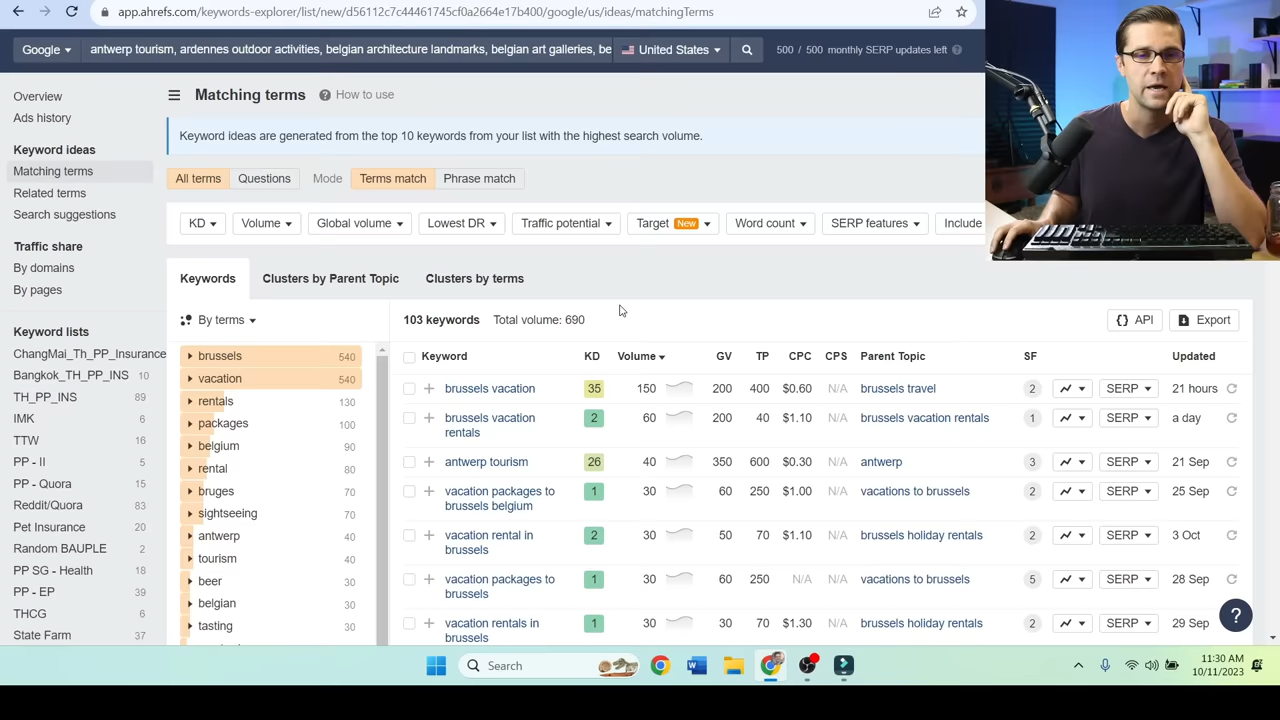 app.ahrefs.com/keywords-explorer/list/new/d56112c7c44461745cf0a2664e17b400/google/us/ideas/matchingTerms
Google
antwerp tourism, ardennes outdoor activities, belgian architecture landmarks, belgian art galleries, be
United States
500 / 500 monthly SERP updates left
Overview
Ads history
Keyword ideas
Matching terms
Related terms
Search suggestions
Traffic share
By domains
By pages
Keyword lists
ChangMai_Th_PP_Insurance
Bangkok_TH_PP_INS 10
TH_PP_INS 95
IMK 6
TTW 16
PP - II 5
PP - Quora 15
Reddit/Quora 83
Pet Insurance 20
Random BAUPLE 2
PP SG - Health 18
PP - EP 39
THCG 6
State Farm 37
Matching terms ? How to use
Keyword ideas are generated from the top 10 keywords from your list with the highest search volume.
All terms Questions Mode Terms match Phrase match
KD Volume Global volume Lowest DR Traffic potential Target New Word count SERP features Include
Keywords Clusters by Parent Topic Clusters by terms
By terms
brussels 540
vacation 540
rentals 130
packages 100
belgium 90
rental 80
bruges 70
sightseeing 70
antwerp 40
tourism 40
beer 30
belgian 30
tasting 30
103 keywords Total volume: 690 API Export
Keyword KD Volume GV TP CPC CPS Parent Topic SF Updated
brussels vacation 35 150 200 400 $0.60 N/A brussels travel 2 SERP 21 hours
brussels vacation rentals 2 60 200 40 $1.10 N/A brussels vacation rentals 1 SERP a day
antwerp tourism 26 40 350 600 $0.30 N/A antwerp 3 SERP 21 Sep
vacation packages to brussels belgium 1 30 60 250 $1.00 N/A vacations to brussels 2 SERP 25 Sep
vacation rental in brussels 2 30 50 70 $1.10 N/A brussels holiday rentals 2 SERP 3 Oct
vacation packages to brussels 1 30 60 250 N/A N/A vacations to brussels 5 SERP 28 Sep
vacation rentals in brussels 1 30 30 70 $1.30 N/A brussels holiday rentals 2 SERP 29 Sep
?
Search
11:30 AM
10/11/2023